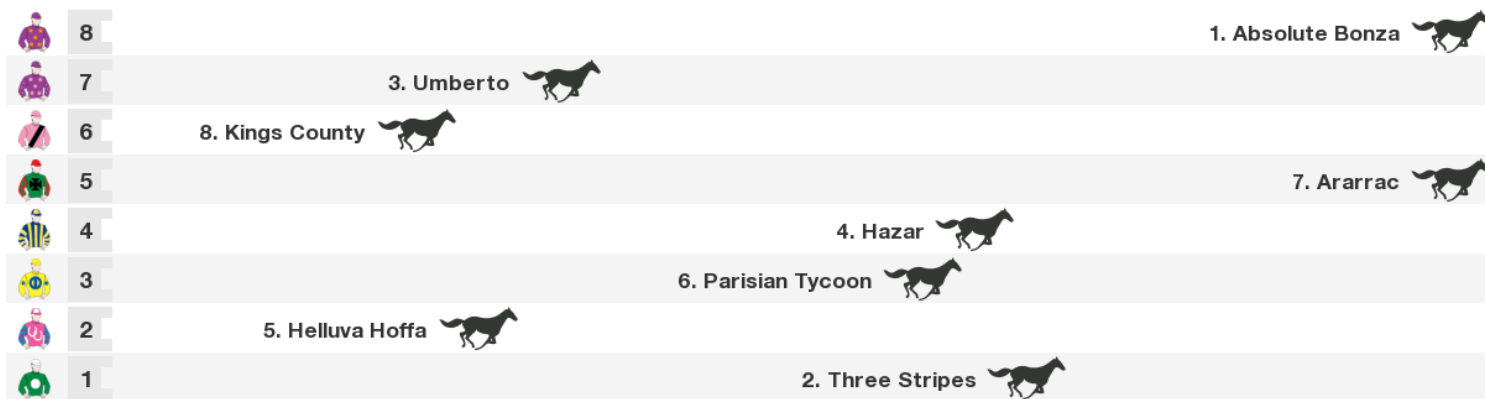 8 1. Absolute Bonza
7 3. Umberto
6 8. Kings County
5 7. Ararrac
4 4. Hazar
3 6. Parisian Tycoon
2 5. Helluva Hoffa
1 2. Three Stripes